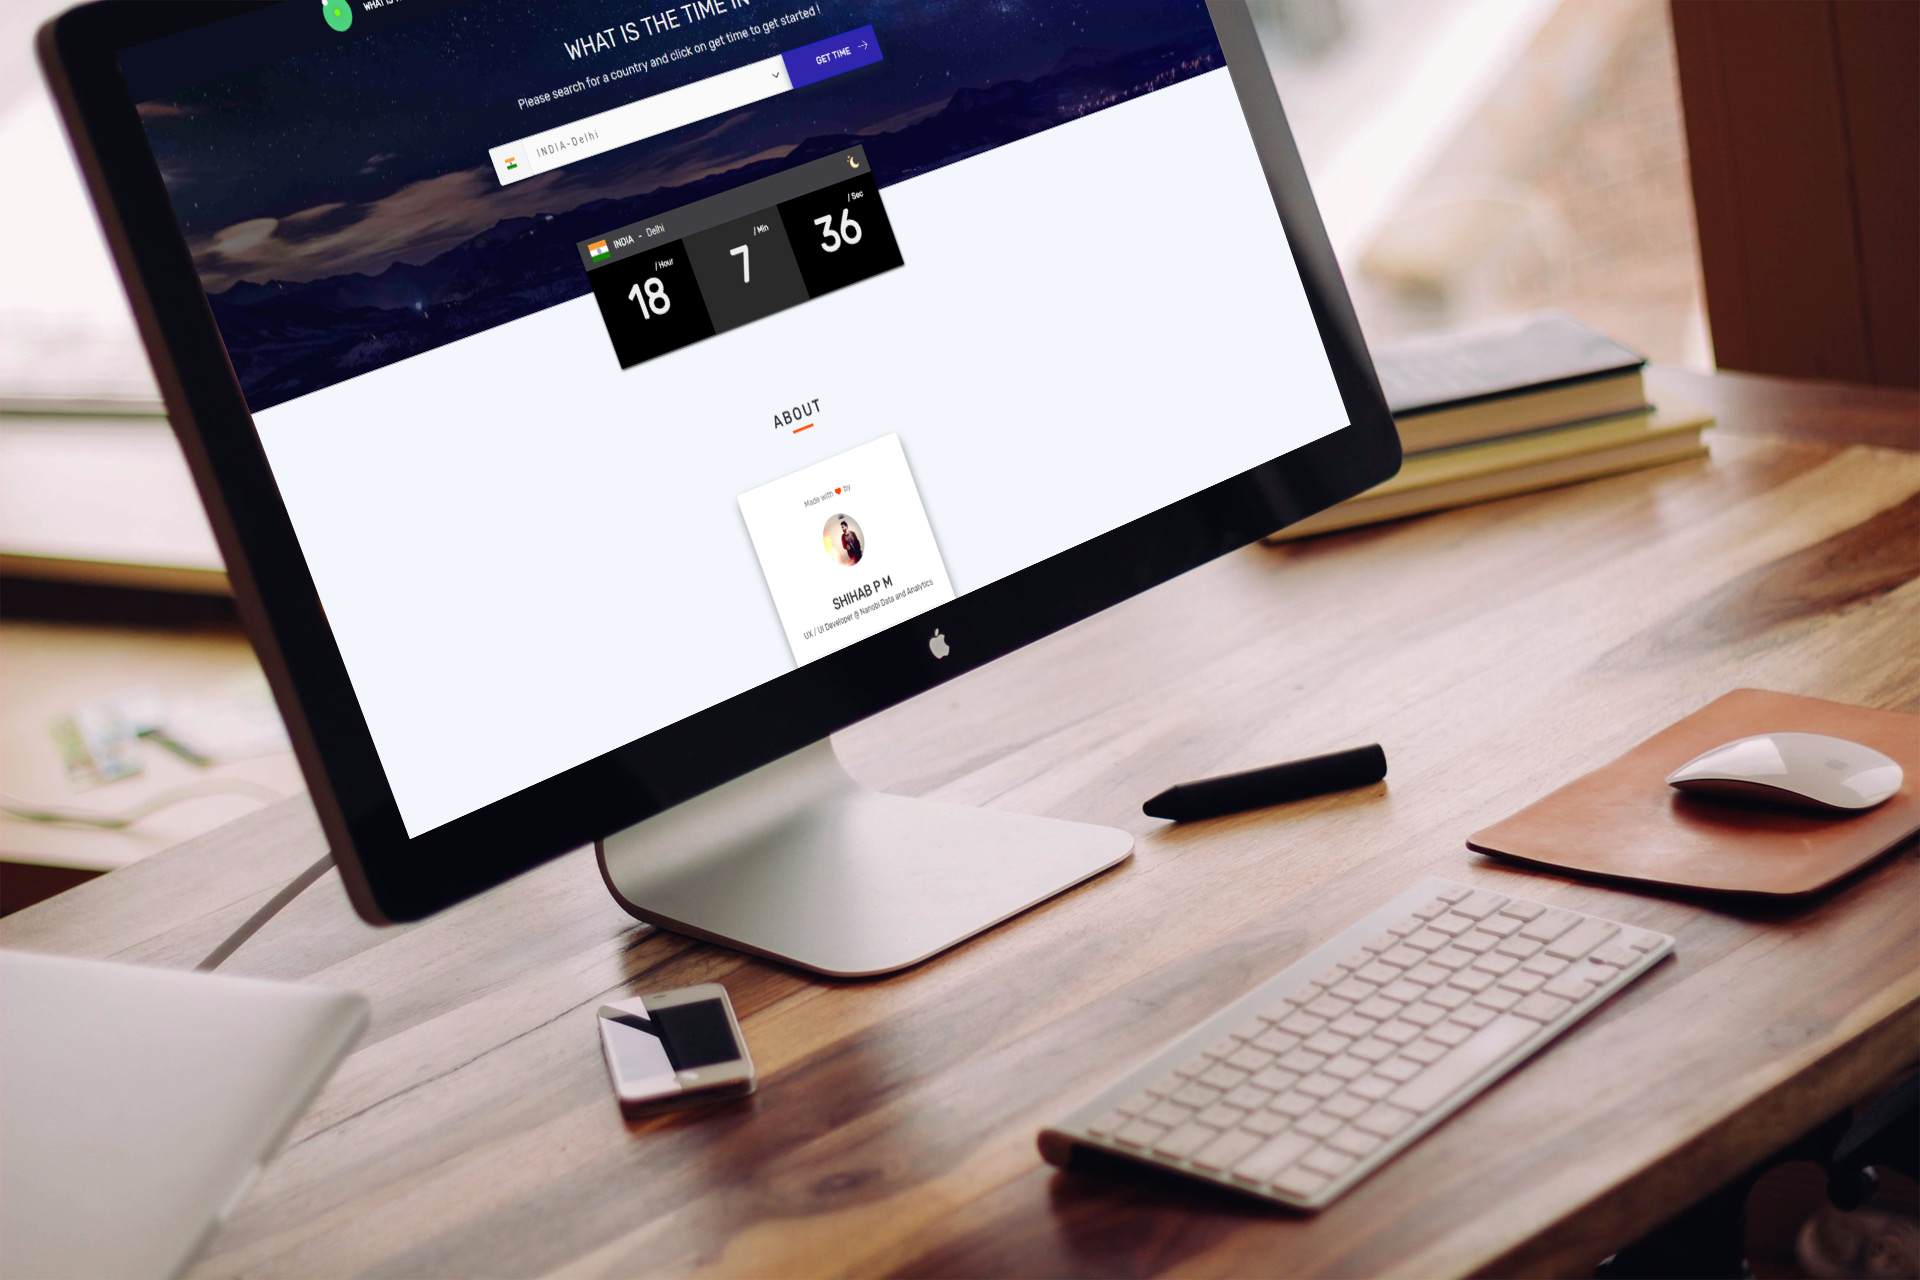 WHAT IS
WHAT IS THE TIME IN
Please search for a country and click on get time to get started !
INDIA-Delhi
GET TIME
INDIA - Delhi
/ Hour
18
/ Min
7
/ Sec
36
ABOUT
Made with ❤ by
SHIHAB P M
UX / UI Developer @ Nanobi Data and Analytics